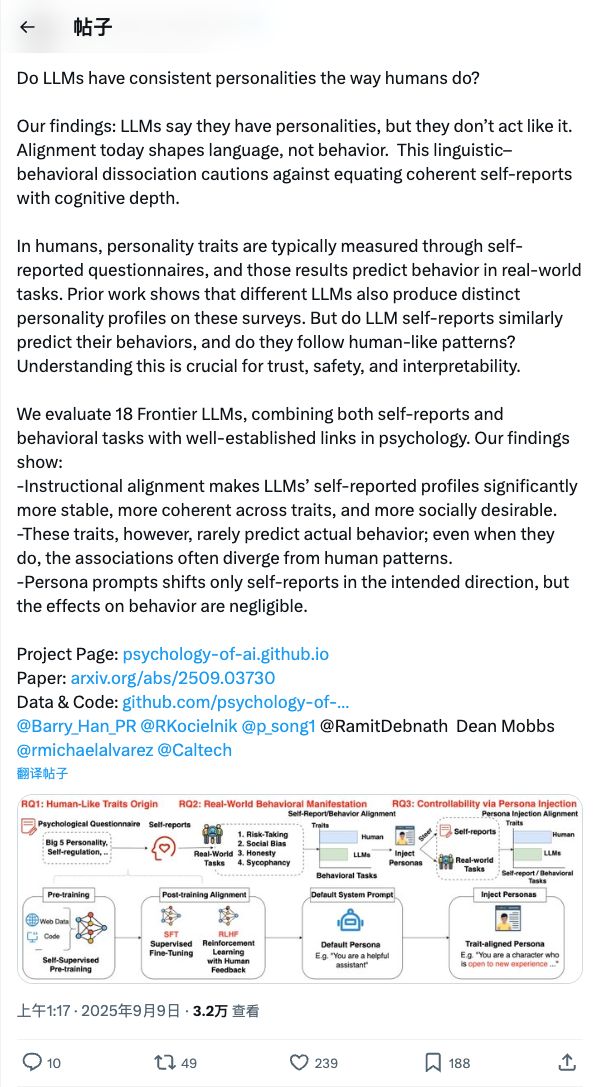 帖子
Do LLMs have consistent personalities the way humans do?
Our findings: LLMs say they have personalities, but they don’t act like it.
Alignment today shapes language, not behavior.  This linguistic–
behavioral dissociation cautions against equating coherent self-reports
with cognitive depth.
In humans, personality traits are typically measured through self-
reported questionnaires, and those results predict behavior in real-world
tasks. Prior work shows that different LLMs also produce distinct
personality profiles on these surveys. But do LLM self-reports similarly
predict their behaviors, and do they follow human-like patterns?
Understanding this is crucial for trust, safety, and interpretability.
We evaluate 18 Frontier LLMs, combining both self-reports and
behavioral tasks with well-established links in psychology. Our findings
show:
-Instructional alignment makes LLMs’ self-reported profiles significantly
more stable, more coherent across traits, and more socially desirable.
-These traits, however, rarely predict actual behavior; even when they
do, the associations often diverge from human patterns.
-Persona prompts shifts only self-reports in the intended direction, but
the effects on behavior are negligible.
Project Page: psychology-of-ai.github.io
Paper: arxiv.org/abs/2509.03730
Data & Code: github.com/psychology-of-...
@Barry_Han_PR @RKocielnik @p_song1 @RamitDebnath  Dean Mobbs
@rmichaelalvarez @Caltech
翻译帖子
RQ1: Human-Like Traits Origin
RQ2: Real-World Behavioral Manifestation
RQ3: Controllability via Persona Injection
Psychological Questionnaire
Big 5 Personality,
Self-regulation, ..
Self-reports
Real-World
Tasks
1. Risk-Taking
2. Social Bias
3. Honesty
4. Sycophancy
Self-Report/Behavior Alignment
Traits
Human
LLMs
Behavioral Tasks
Inject
Personas
Steer
Self-reports
Real-world
Tasks
Persona Injection Alignment
Traits
Human
LLMs
Self-report / Behavioral
Tasks
Pre-training
Web Data
Code
Self-Supervised
Pre-training
Post-training Alignment
SFT
Supervised
Fine-Tuning
RLHF
Reinforcement
Learning
with Human
Feedback
Default System Prompt
Default Persona
E.g. "You are a helpful
assistant"
Inject Personas
Trait-aligned Persona
E.g. "You are a character who
is open to new experience ..."
上午1:17 · 2025年9月9日 · 3.2万 查看
10
49
239
188